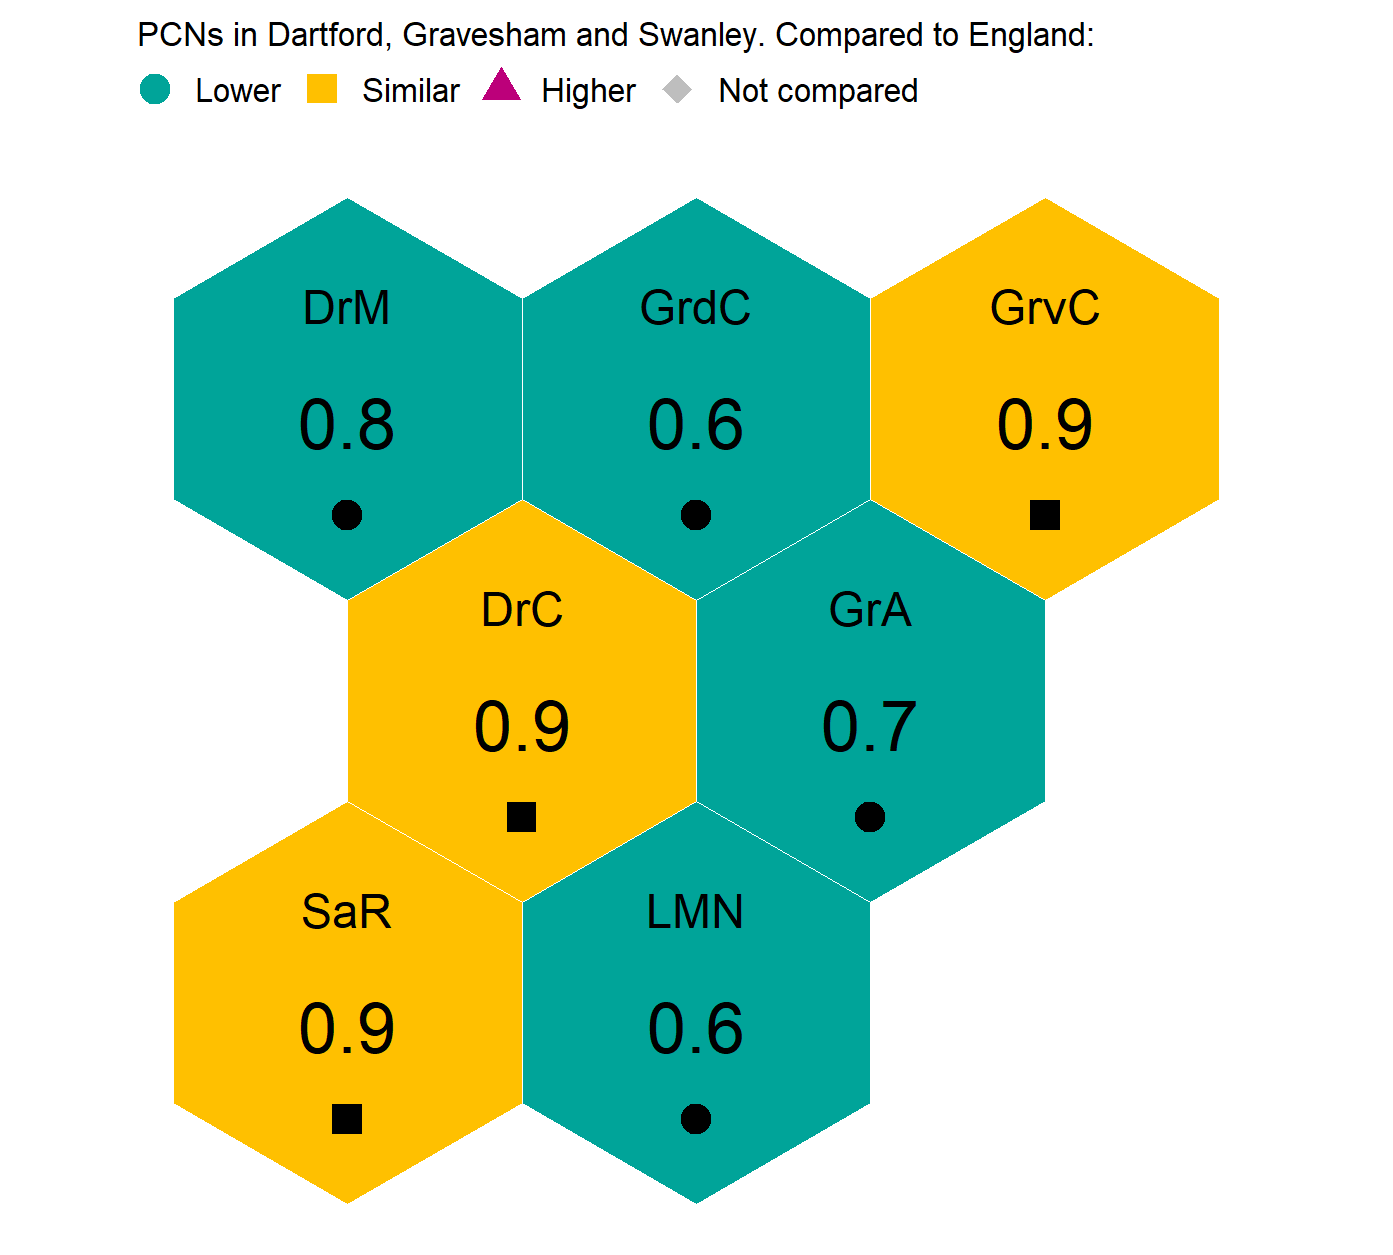 PCNs in Dartford, Gravesham and Swanley. Compared to England:
Lower Similar Higher Not compared
DrM GrdC GrvC
0.8 0.6 0.9
DrC GrA
0.9 0.7
SaR LMN
0.9 0.6